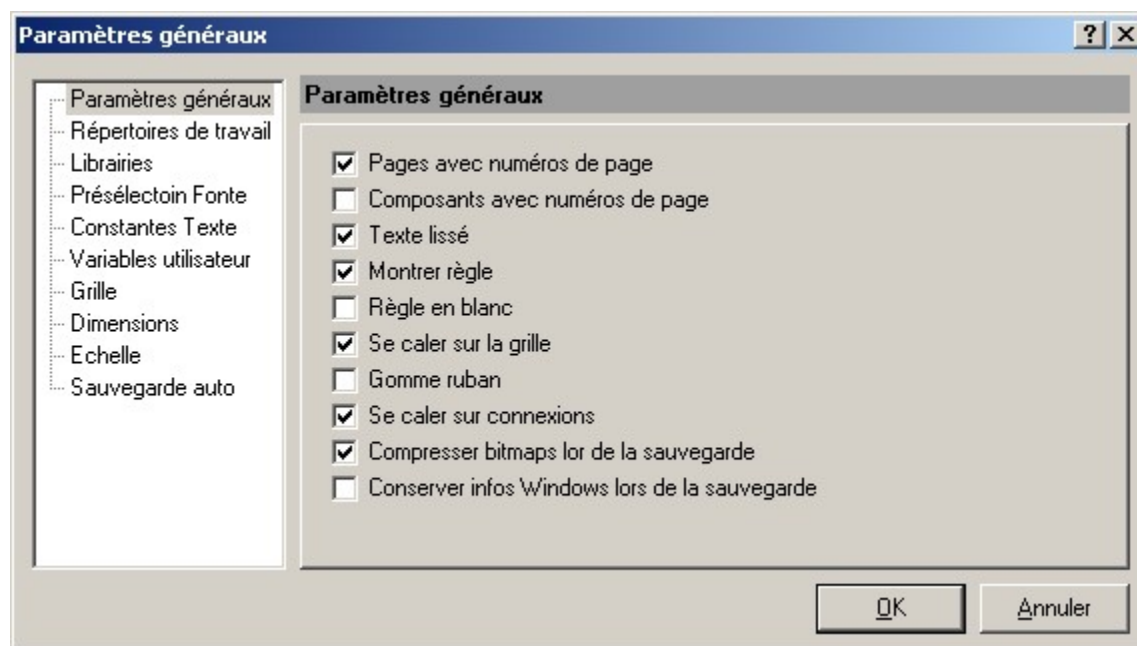 Paramètres généraux
Paramètres généraux
Répertoires de travail
Librairies
Présélectoin Fonte
Constantes Texte
Variables utilisateur
Grille
Dimensions
Echelle
Sauvegarde auto
Paramètres généraux
Pages avec numéros de page
Composants avec numéros de page
Texte lissé
Montrer règle
Règle en blanc
Se caler sur la grille
Gomme ruban
Se caler sur connexions
Compresser bitmaps lor de la sauvegarde
Conserver infos Windows lors de la sauvegarde
OK
Annuler